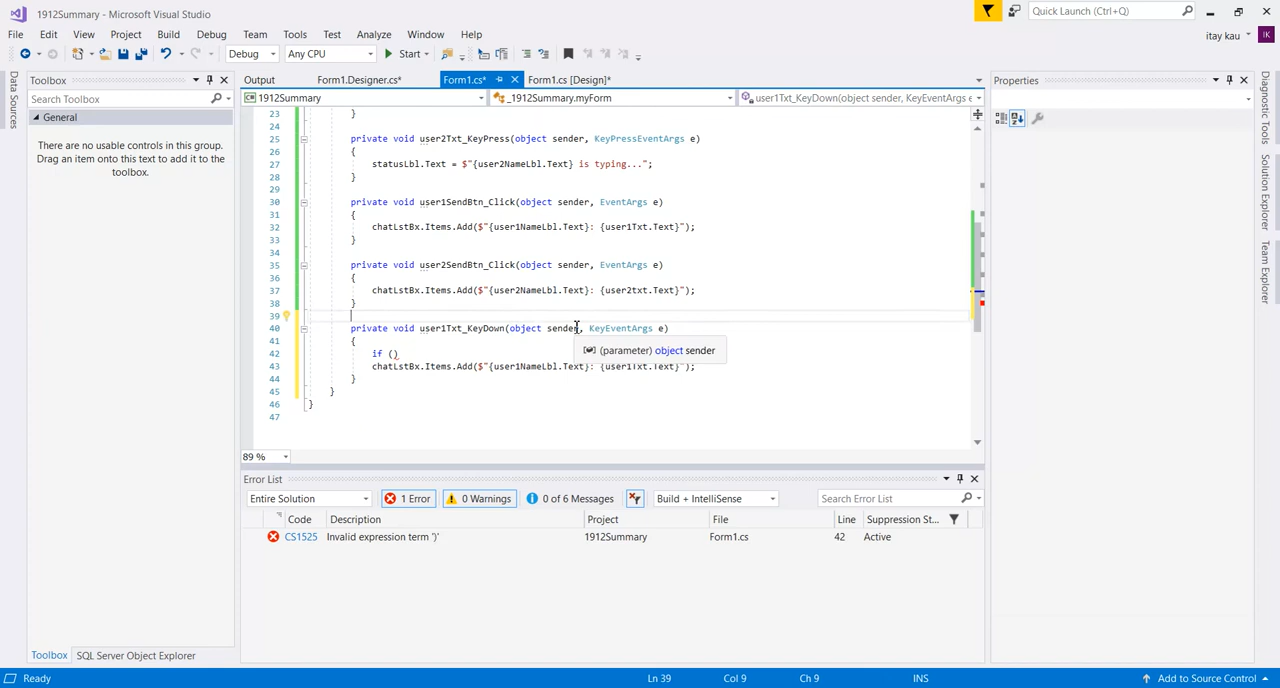 1912Summary - Microsoft Visual Studio
Quick Launch (Ctrl+Q)
File Edit View Project Build Debug Team Tools Test Analyze Window Help
itay kau IK
Debug Any CPU Start
Data Sources
Toolbox
Search Toolbox
General
There are no usable controls in this group. Drag an item onto this text to add it to the toolbox.
Output Form1.Designer.cs* Form1.cs* Form1.cs [Design]*
1912Summary _1912Summary.myForm user1Txt_KeyDown(object sender, KeyEventArgs e
23 }
24
25 private void user2Txt_KeyPress(object sender, KeyPressEventArgs e)
26 {
27 statusLbl.Text = $"{user2NameLbl.Text} is typing...";
28 }
29
30 private void user1SendBtn_Click(object sender, EventArgs e)
31 {
32 chatLstBx.Items.Add($"{user1NameLbl.Text}: {user1Txt.Text}");
33 }
34
35 private void user2SendBtn_Click(object sender, EventArgs e)
36 {
37 chatLstBx.Items.Add($"{user2NameLbl.Text}: {user2txt.Text}");
38 }
39
40 private void user1Txt_KeyDown(object sender, KeyEventArgs e)
41 {
(parameter) object sender
42 if ()
43 chatLstBx.Items.Add($"{user1NameLbl.Text}: {user1Txt.Text}");
44 }
45 }
46 }
47
89 %
Error List
Entire Solution 1 Error 0 Warnings 0 of 6 Messages Build + IntelliSense Search Error List
Code Description Project File Line Suppression St...
CS1525 Invalid expression term ')' 1912Summary Form1.cs 42 Active
Properties
Diagnostic Tools
Solution Explorer
Team Explorer
Toolbox SQL Server Object Explorer
Ready Ln 39 Col 9 Ch 9 INS Add to Source Control